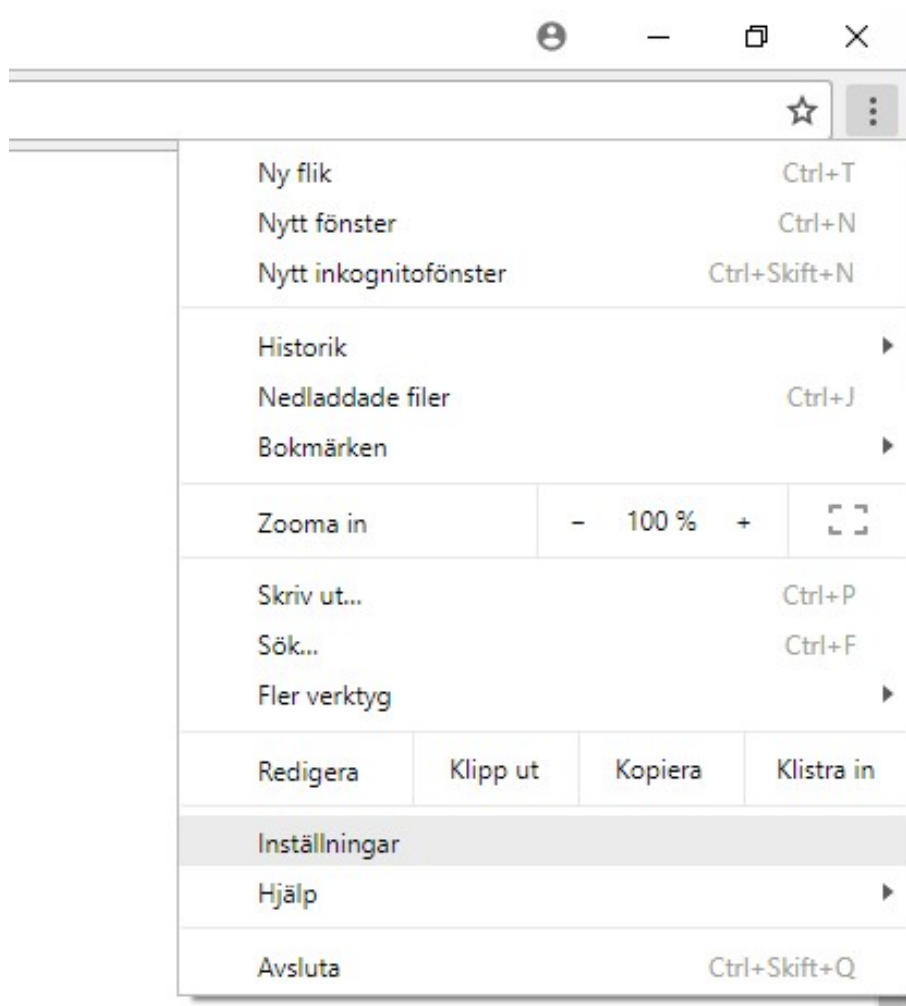 Ny flik Ctrl+T
Nytt fönster Ctrl+N
Nytt inkognitofönster Ctrl+Skift+N
Historik
Nedladdade filer Ctrl+J
Bokmärken
Zooma in - 100 % +
Skriv ut... Ctrl+P
Sök... Ctrl+F
Fler verktyg
Redigera Klipp ut Kopiera Klistra in
Inställningar
Hjälp
Avsluta Ctrl+Skift+Q